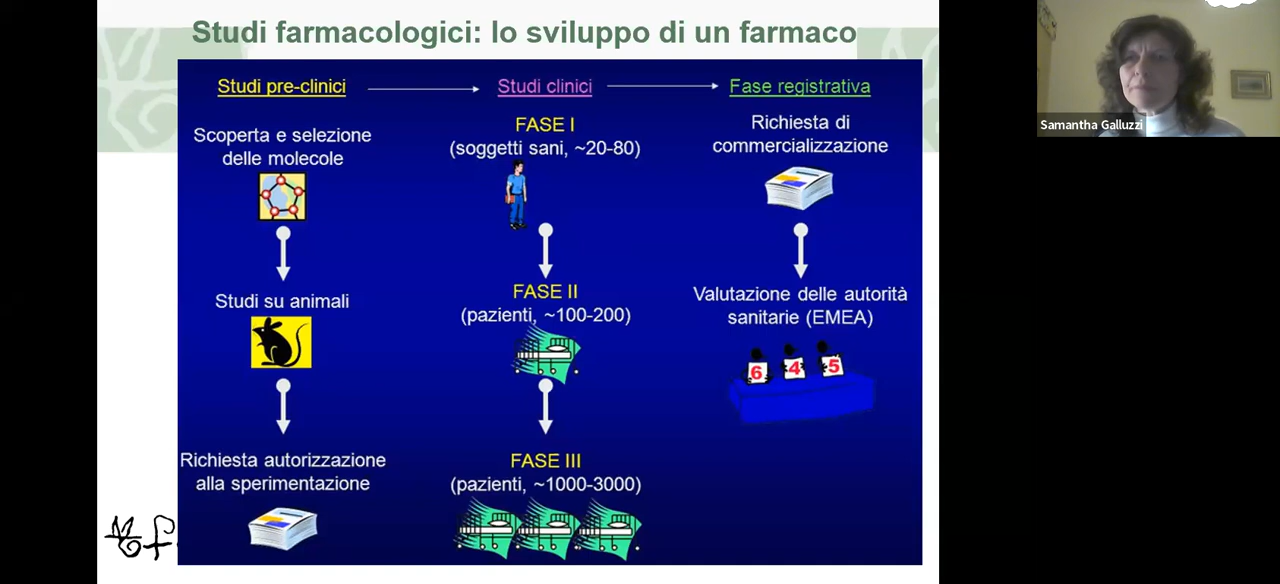 Studi farmacologici: lo sviluppo di un farmaco
Studi pre-clinici
Scoperta e selezione
delle molecole
Studi su animali
Richiesta autorizzazione
alla sperimentazione
Studi clinici
FASE I
(soggetti sani, ~20-80)
FASE II
(pazienti, ~100-200)
FASE III
(pazienti, ~1000-3000)
Fase registrativa
Richiesta di
commercializzazione
Valutazione delle autorità
sanitarie (EMEA)
6 4 5
Samantha Galluzzi